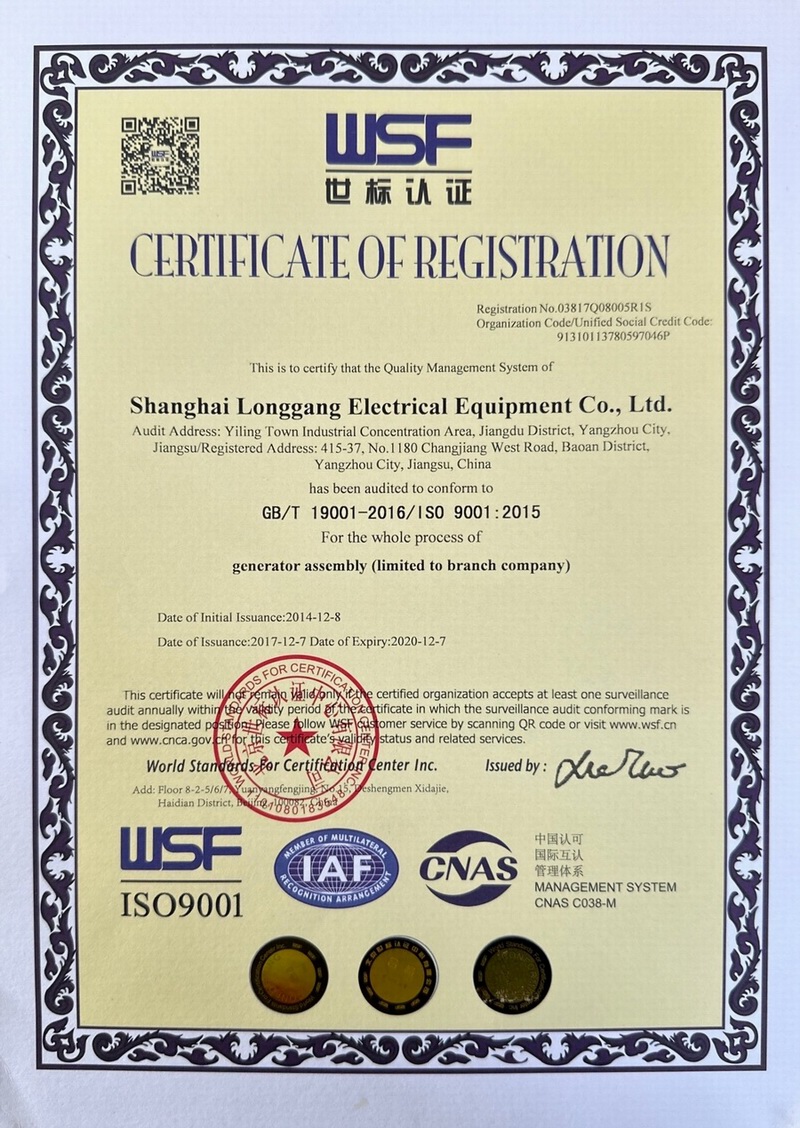 WSF
世标认证
CERTIFICATE OF REGISTRATION
Registration No.03817Q08005R1S
Organization Code/Unified Social Credit Code:
91310113780597046P
This is to certify that the Quality Management System of
Shanghai Longgang Electrical Equipment Co., Ltd.
Audit Address: Yiling Town Industrial Concentration Area, Jiangdu District, Yangzhou City,
Jiangsu/Registered Address: 415-37, No.1180 Changjiang West Road, Baoan District,
Yangzhou City, Jiangsu, China
has been audited to conform to
GB/T 19001-2016/ISO 9001:2015
For the whole process of
generator assembly (limited to branch company)
Date of Initial Issuance:2014-12-8
Date of Issuance:2017-12-7 Date of Expiry:2020-12-7
This certificate will not remain valid only if the certified organization accepts at least one surveillance
audit annually within the validity period of the certificate in which the surveillance audit conforming mark is
in the designated position. Please follow WSF customer service by scanning QR code or visit www.wsf.cn
and www.cnca.gov.cn for this certificate's validity status and related services.
World Standards For Certification Center Inc. Issued by :
Add: Floor 8-2-5/6/7, Yuanyangfengjing, No.15, Deshengmen Xidajie,
Haidian District, Beijing, 100082, China
WSF
ISO9001
MEMBER OF MULTILATERAL
IAF
RECOGNITION ARRANGEMENT
CNAS
中国认可
国际互认
管理体系
MANAGEMENT SYSTEM
CNAS C038-M